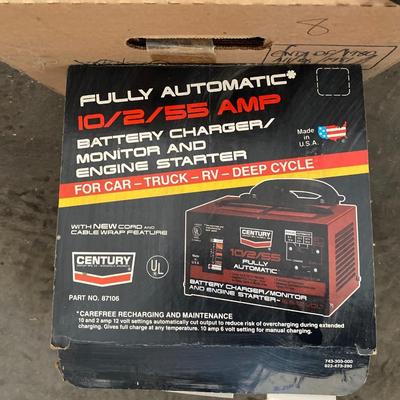 8
FULLY AUTOMATIC*
10/2/55 AMP
BATTERY CHARGER/
MONITOR AND
ENGINE STARTER
Made in
U.S.A.
FOR CAR – TRUCK – RV – DEEP CYCLE
WITH NEW CORD AND
CABLE WRAP FEATURE
CENTURY
UL
PART NO. 87106
CENTURY
10/2/55
FULLY
AUTOMATIC
BATTERY CHARGER/MONITOR
AND ENGINE STARTER
*CAREFREE RECHARGING AND MAINTENANCE
10 and 2 amp 12 volt settings automatically cut output to reduce risk of overcharging during extended
charging. Gives full charge at any temperature. 10 amp 6 volt setting for manual charging.
743-300-000
822-473-290